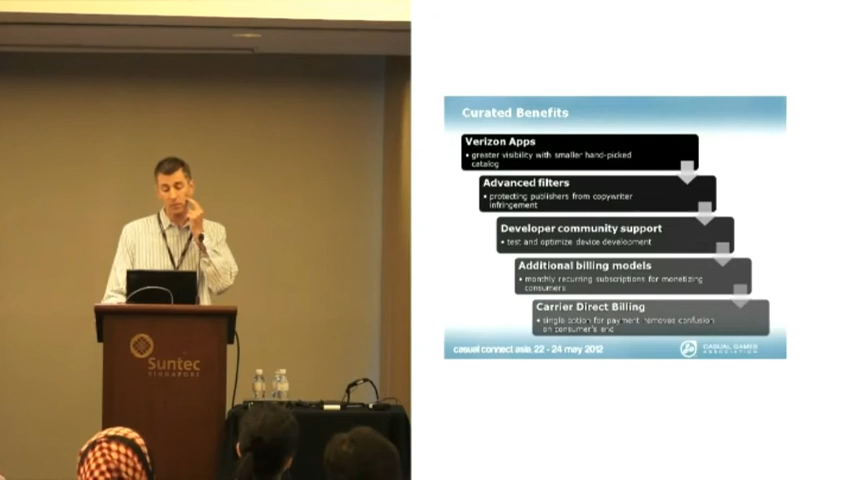 Curated Benefits
Verizon Apps
• greater visibility with smaller hand-picked
catalog
Advanced filters
• protecting publishers from copywriter
infringement
Developer community support
• test and optimize device development
Additional billing models
• monthly recurring subscriptions for monetizing
consumers
Carrier Direct Billing
• single option for payment removes confusion
on consumer's end
casual connect asia, 22 - 24 may 2012
CASUAL GAMES
ASSOCIATION
Suntec
SINGAPORE